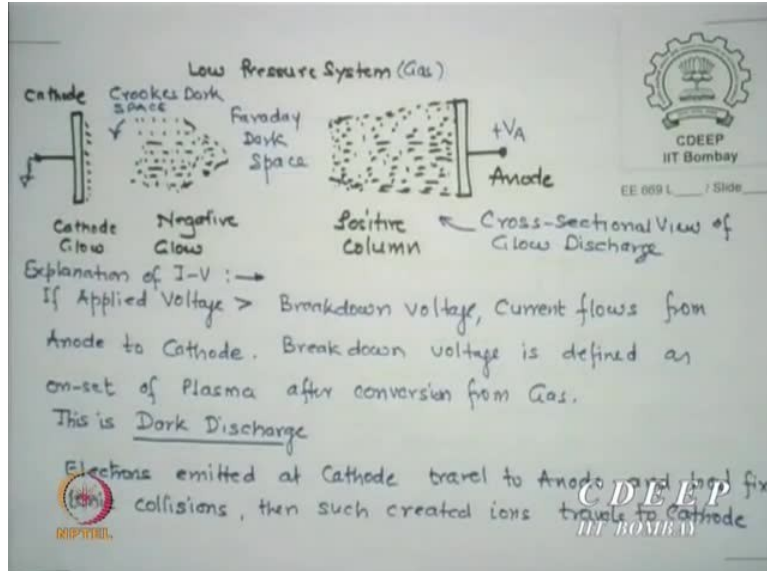 Low Pressure System (Gas)
Cathode
Crookes Dark
Space
Faraday
Dark
Space
+VA
Anode
CDEEP
IIT Bombay
EE 669 L____ / Slide____
Cathode
Glow
Negative
Glow
Positive
Column
Cross-Sectional View of
Glow Discharge
Explanation of I-V :→
If Applied Voltage > Breakdown voltage, Current flows from
Anode to Cathode. Breakdown voltage is defined as
on-set of Plasma after conversion from Gas.
This is Dark Discharge
Electrons emitted at Cathode travel to Anode and
collisions, then such created ions travels to Cathode
NPTEL
CDEEP
IIT BOMBAY